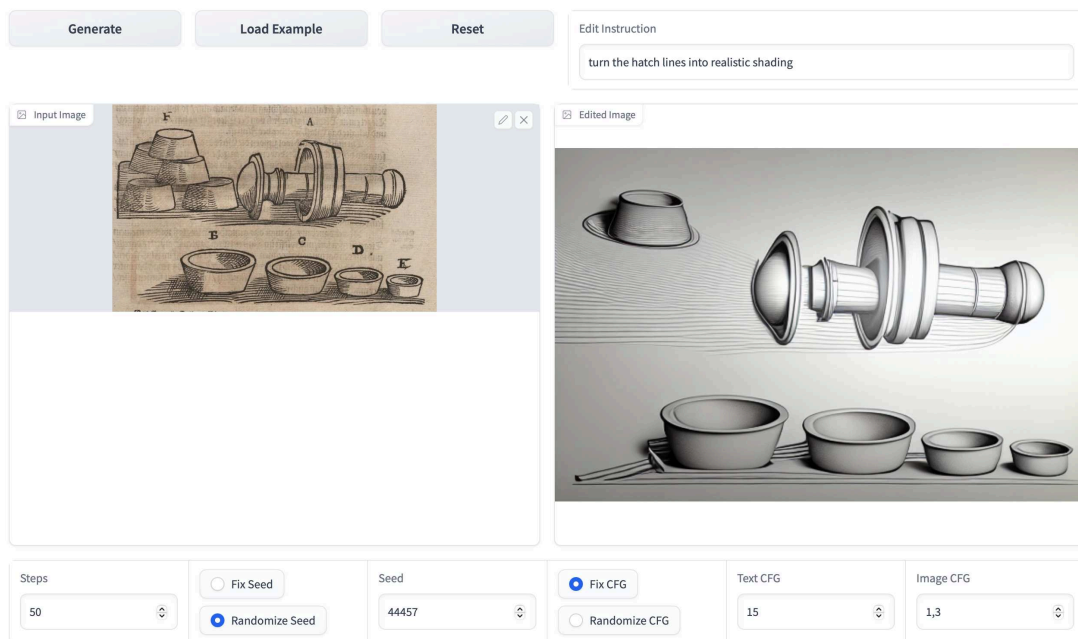 Generate
Load Example
Reset
Edit Instruction
turn the hatch lines into realistic shading
Input Image
Edited Image
F
A
B
C
D.
E
Steps
50
Fix Seed
Randomize Seed
Seed
44457
Fix CFG
Randomize CFG
Text CFG
15
Image CFG
1,3